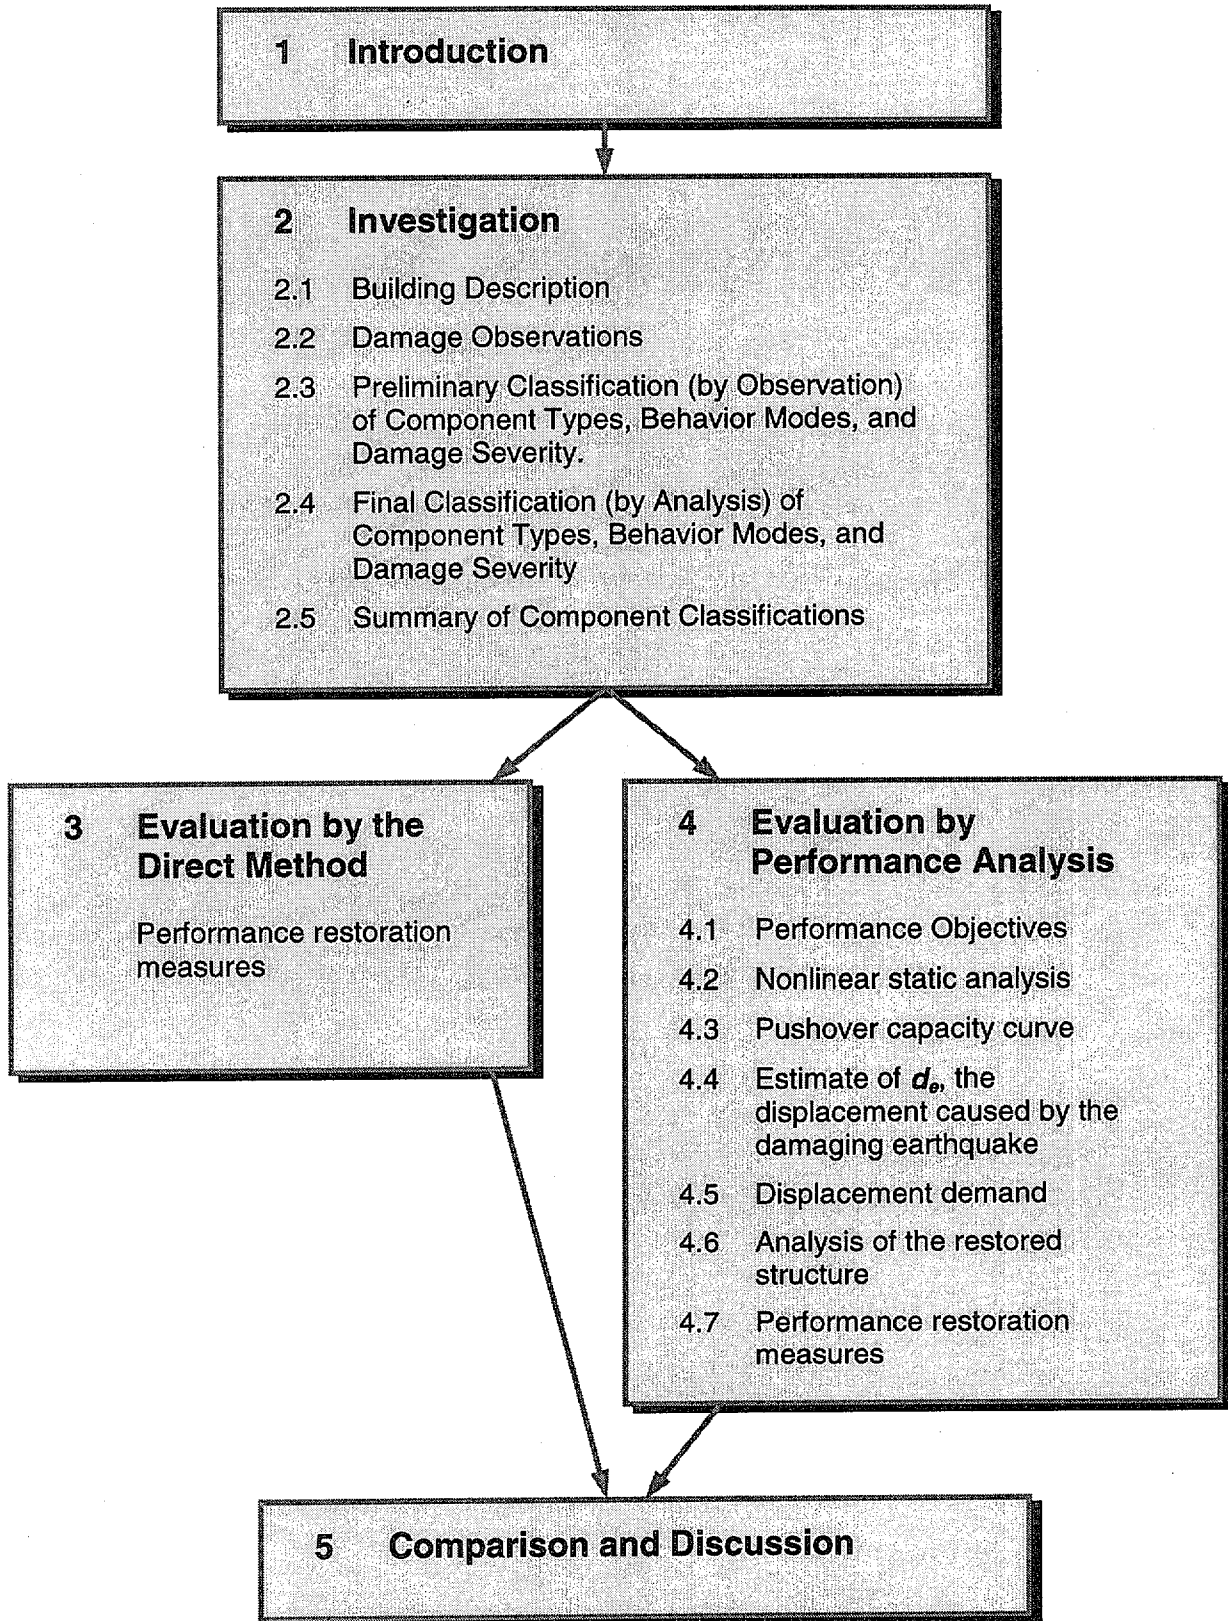 1 Introduction
2 Investigation
2.1 Building Description
2.2 Damage Observations
2.3 Preliminary Classification (by Observation)
of Component Types, Behavior Modes, and
Damage Severity.
2.4 Final Classification (by Analysis) of
Component Types, Behavior Modes, and
Damage Severity
2.5 Summary of Component Classifications
3 Evaluation by the
Direct Method
Performance restoration
measures
4 Evaluation by
Performance Analysis
4.1 Performance Objectives
4.2 Nonlinear static analysis
4.3 Pushover capacity curve
4.4 Estimate of de, the
displacement caused by the
damaging earthquake
4.5 Displacement demand
4.6 Analysis of the restored
structure
4.7 Performance restoration
measures
5 Comparison and Discussion